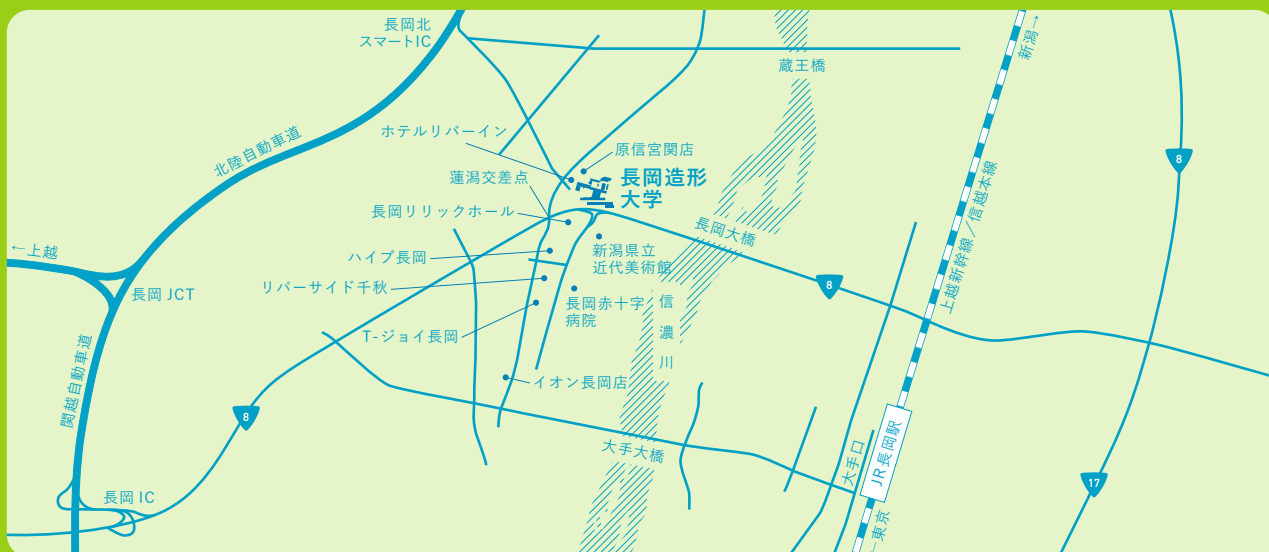 長岡北
スマートIC
蔵王橋
新潟→
北陸自動車道
ホテルリバーイン
原信宮関店
8
蓮潟交差点
長岡造形
大学
上越新幹線／信越本線
長岡リリックホール
長岡大橋
←上越
ハイブ長岡
新潟県立
近代美術館
リバーサイド千秋
8
長岡 JCT
長岡赤十字
病院
信濃川
T-ジョイ長岡
関越自動車道
イオン長岡店
8
大手大橋
大手口
JR長岡駅
17
長岡 IC
←東京